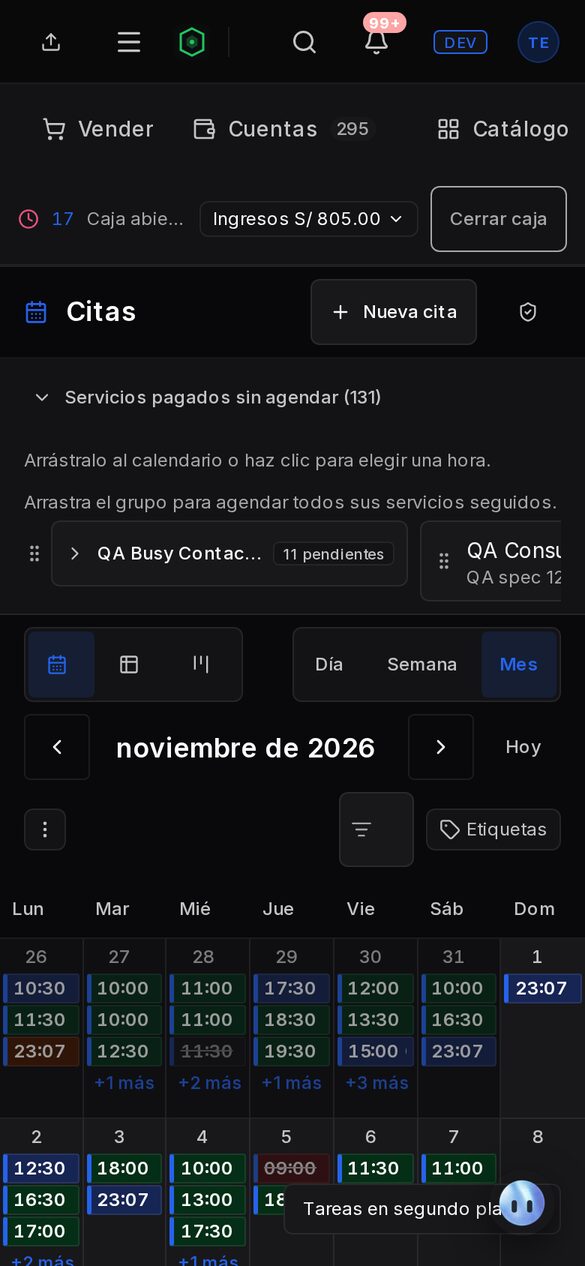 99+
DEV
TE
Vender
Cuentas 295
Catálogo
17 Caja abie... Ingresos S/ 805.00 Cerrar caja
Citas
+ Nueva cita
Servicios pagados sin agendar (131)
Arrástralo al calendario o haz clic para elegir una hora.
Arrastra el grupo para agendar todos sus servicios seguidos.
QA Busy Contac... 11 pendientes
QA Consu
QA spec 12
Día Semana Mes
noviembre de 2026
Hoy
Etiquetas
Lun Mar Mié Jue Vie Sáb Dom
26 27 28 29 30 31 1
10:30 10:00 11:00 17:30 12:00 10:00 23:07
11:30 10:00 11:00 18:30 13:30 16:30
23:07 12:30 11:30 19:30 15:00 23:07
+1 más +2 más +1 más +3 más
2 3 4 5 6 7 8
12:30 18:00 10:00 09:00 11:30 11:00
16:30 23:07 13:00 18
Tareas en segundo pla
17:00 17:30
+2 más +1 más